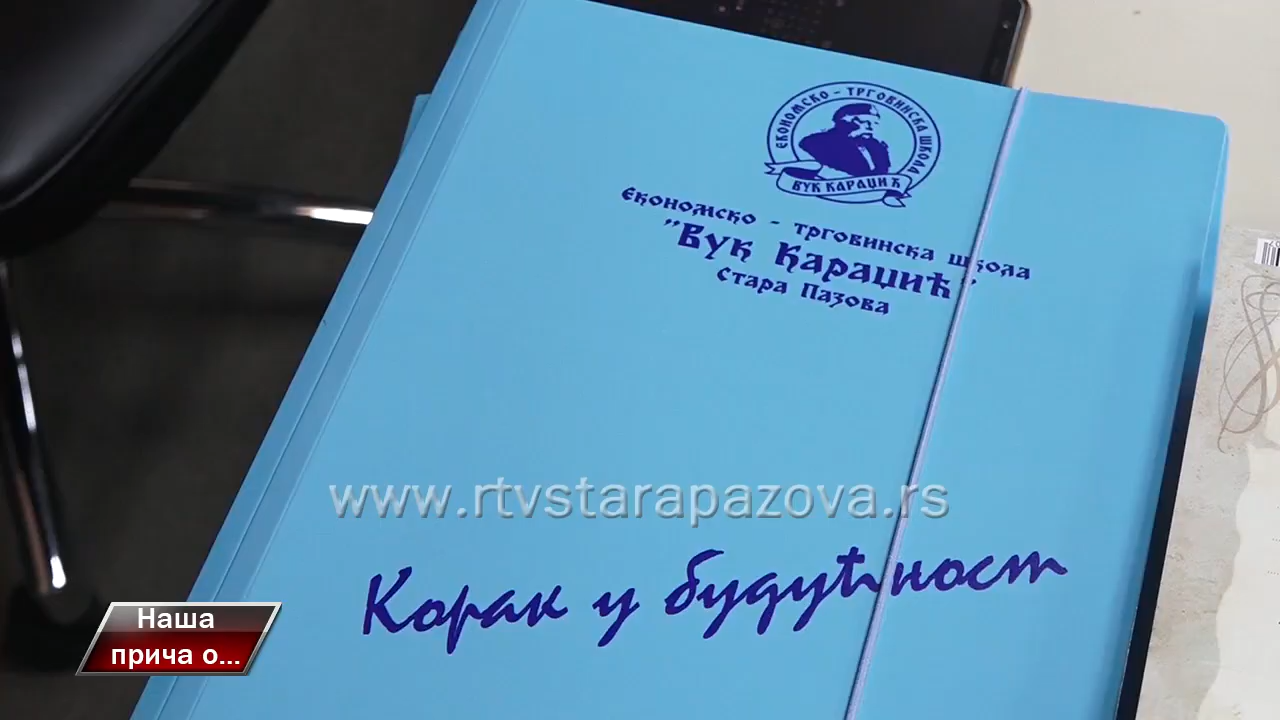 ЕКОНОМСКО - ТРГОВИНСКА ШКОЛА
ВУК КАРАЏИЋ
Економско - трговинска школа
"Вук Караџић"
Стара Пазова
www.rtvstarapazova.rs
Корак у будућност
Наша
прича о...